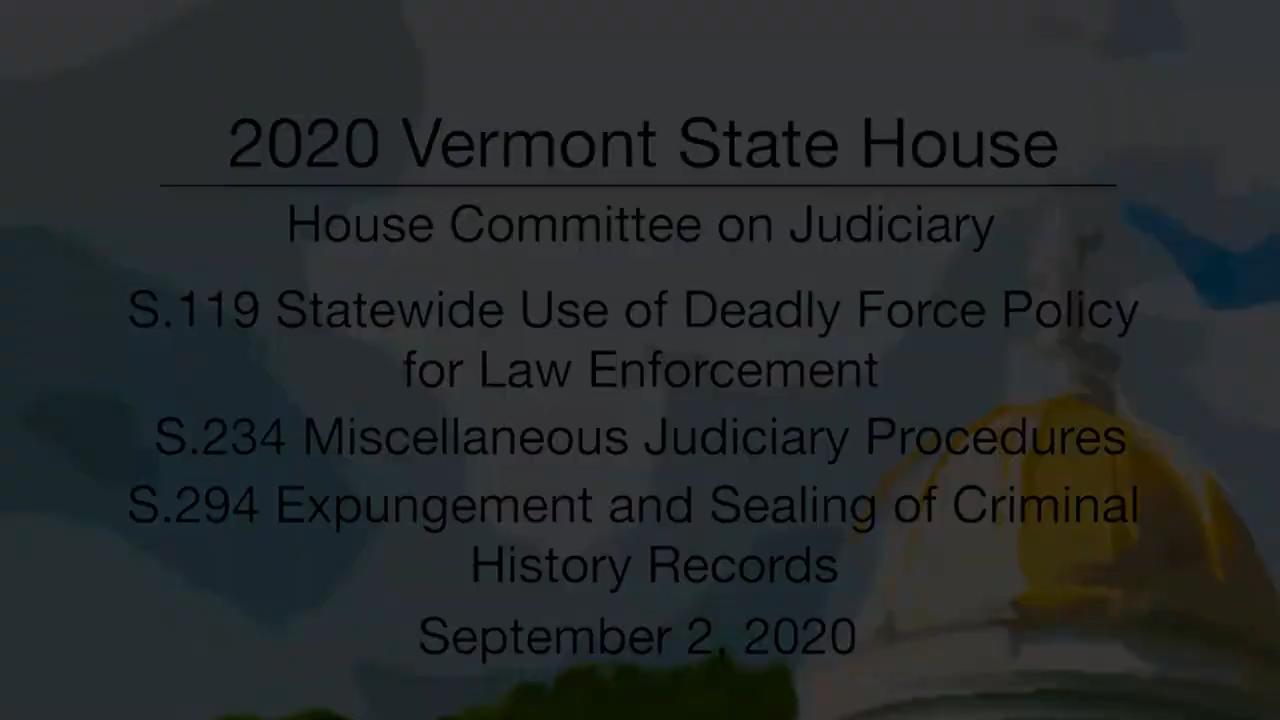 2020 Vermont State House
House Committee on Judiciary
S.119 Statewide Use of Deadly Force Policy
for Law Enforcement
S.234 Miscellaneous Judiciary Procedures
S.294 Expungement and Sealing of Criminal
History Records
September 2, 2020